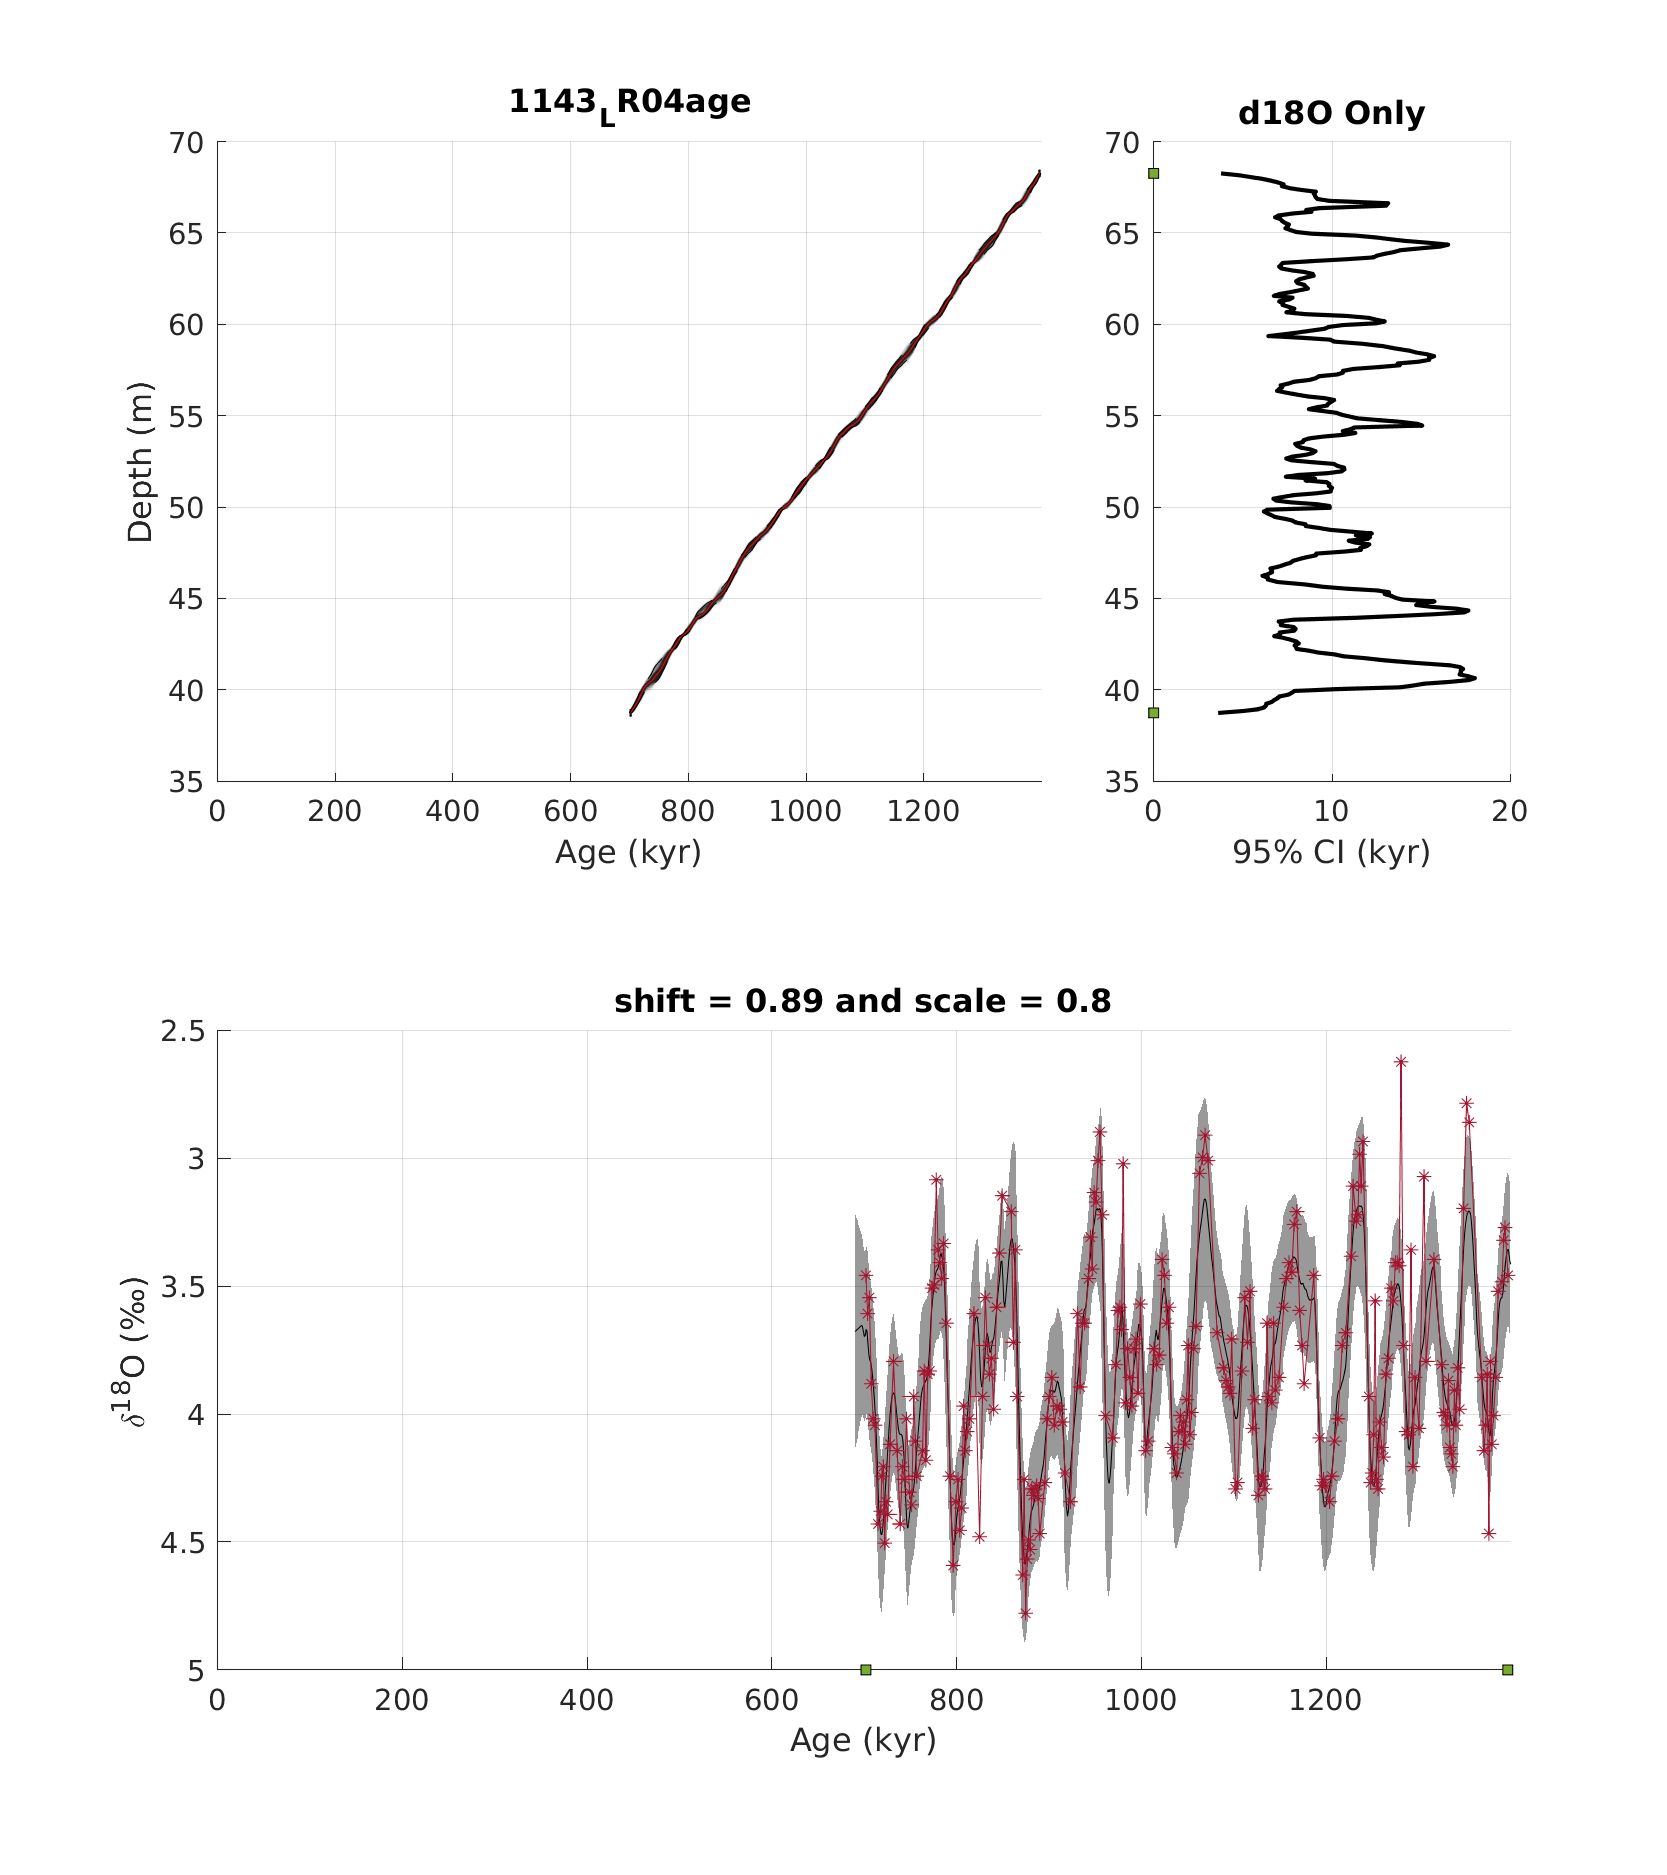 1143_LR04age
d18O Only
70
65
60
55
50
45
40
35
Depth (m)
0 200 400 600 800 1000 1200
Age (kyr)
70
65
60
55
50
45
40
35
0 10 20
95% CI (kyr)
shift = 0.89 and scale = 0.8
2.5
3
3.5
4
4.5
5
δ¹⁸O (‰)
0 200 400 600 800 1000 1200
Age (kyr)